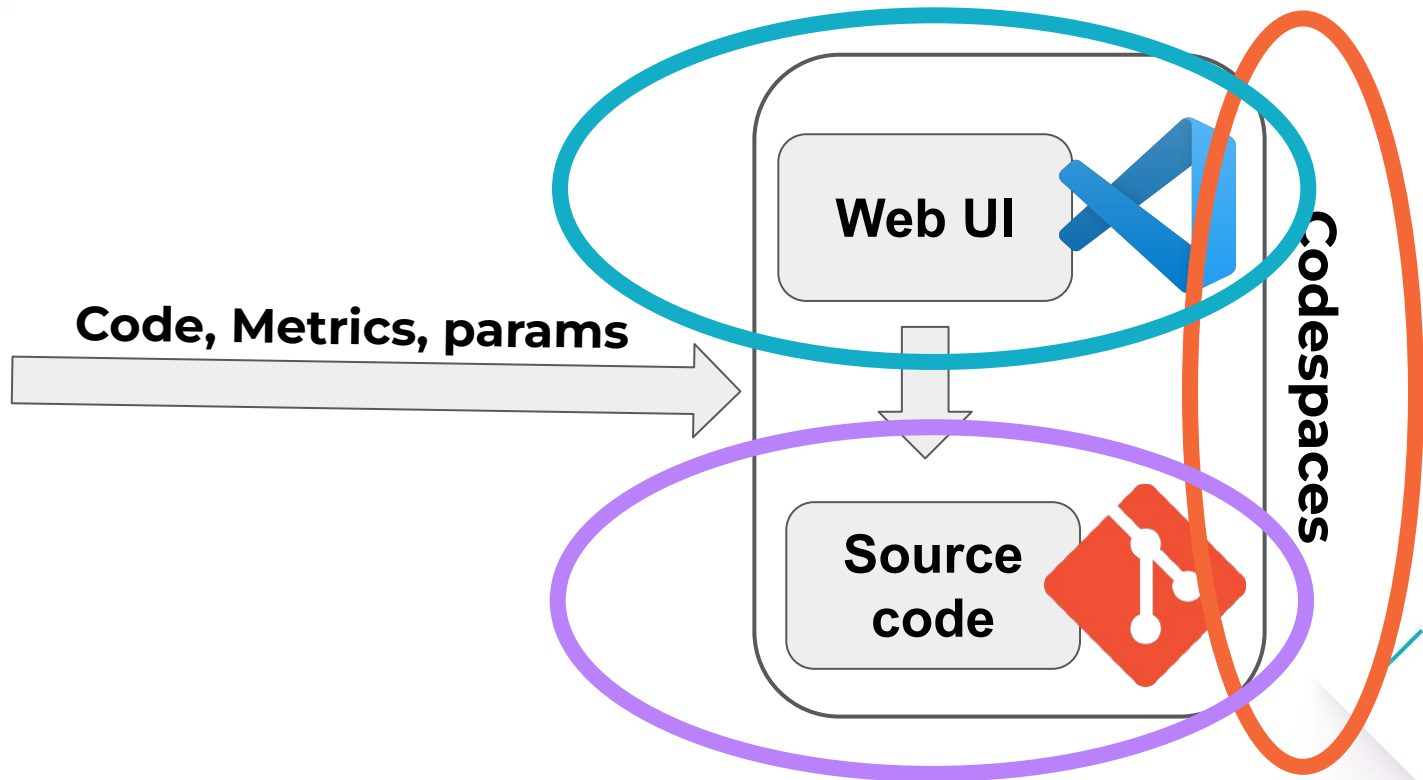 Web UI
Code, Metrics, params
Codespaces
Source
code